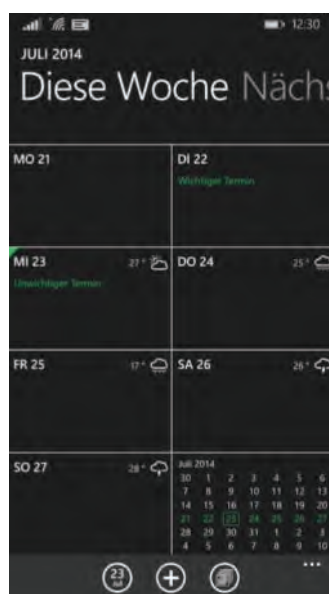 12:30
JULI 2014
Diese Woche Nächs
MO 21
DI 22
Wichtiger Termin
MI 23 27°
Unwichtiger Termin
DO 24 25°
FR 25 17°
SA 26 26°
SO 27 28°
Juli 2014
30 1 2 3 4 5 6
7 8 9 10 11 12 13
14 15 16 17 18 19 20
21 22 23 24 25 26 27
28 29 30 31 1 2 3
4 5 6 7 8 9 10
23
Juli